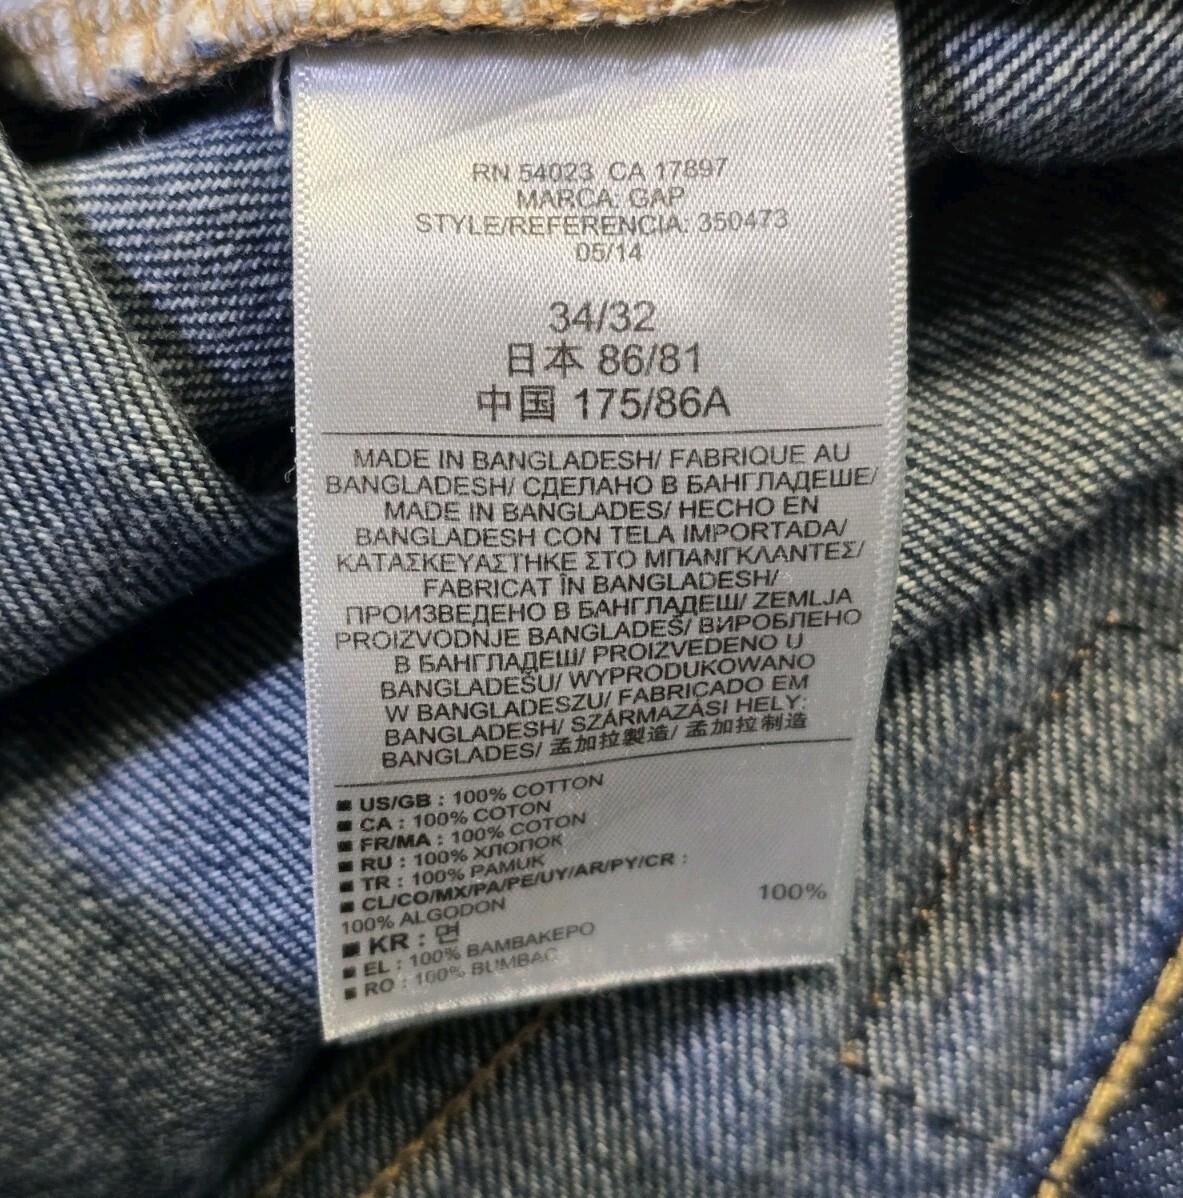 RN 54023 CA 17897
MARCA: GAP
STYLE/REFERENCIA: 350473
05/14
34/32
日本 86/81
中国 175/86A
MADE IN BANGLADESH/ FABRIQUE AU
BANGLADESH/ СДЕЛАНО В БАНГЛАДЕШЕ/
MADE IN BANGLADES/ HECHO EN
BANGLADESH CON TELA IMPORTADA/
ΚΑΤΑΣΚΕΥΑΣΤΗΚΕ ΣΤΟ ΜΠΑΝΓΚΛΑΝΤΕΣ/
FABRICAT ÎN BANGLADESH/
ПРОИЗВЕДЕНО В БАНГЛАДЕШ/ ZEMLJA
PROIZVODNJE BANGLADEŠ/ ВИРОБЛЕНО
В БАНГЛАДЕШ/ PROIZVEDENO U
BANGLADEŠU/ WYPRODUKOWANO
W BANGLADESZU/ FABRICADO EM
BANGLADESH/ SZÁRMAZÁSI HELY:
BANGLADES/ 孟加拉製造/ 孟加拉制造
US/GB : 100% COTTON
CA : 100% COTON
FR/MA : 100% COTON
RU : 100% ХЛОПОК
TR : 100% PAMUK
CL/CO/MX/PA/PE/UY/AR/PY/CR :
100% ALGODON
KR : 면 100%
EL : 100% ΒΑΜΒΑΚΕΡΟ
RO : 100% BUMBAC